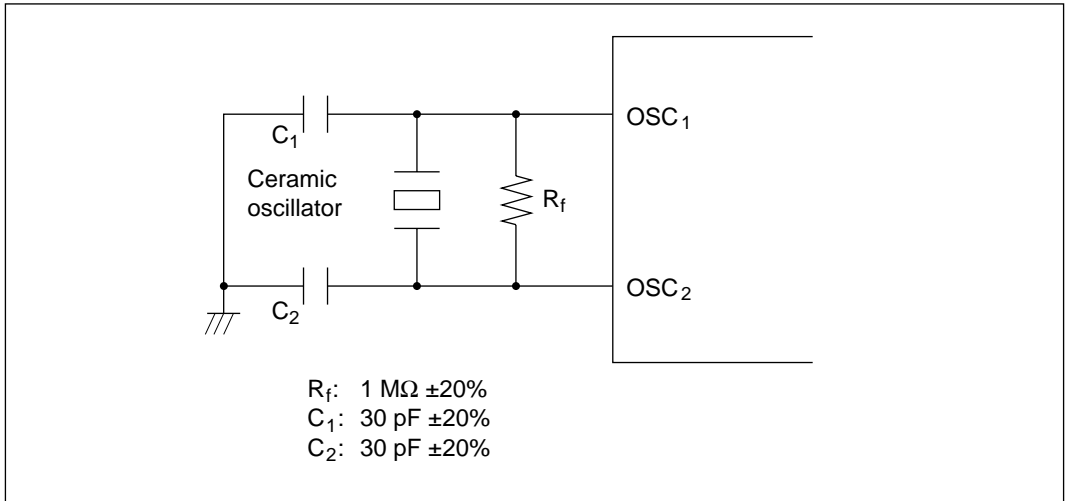 OSC1
C1
Ceramic
oscillator
Rf
OSC2
C2
Rf: 1 MΩ ±20%
C1: 30 pF ±20%
C2: 30 pF ±20%